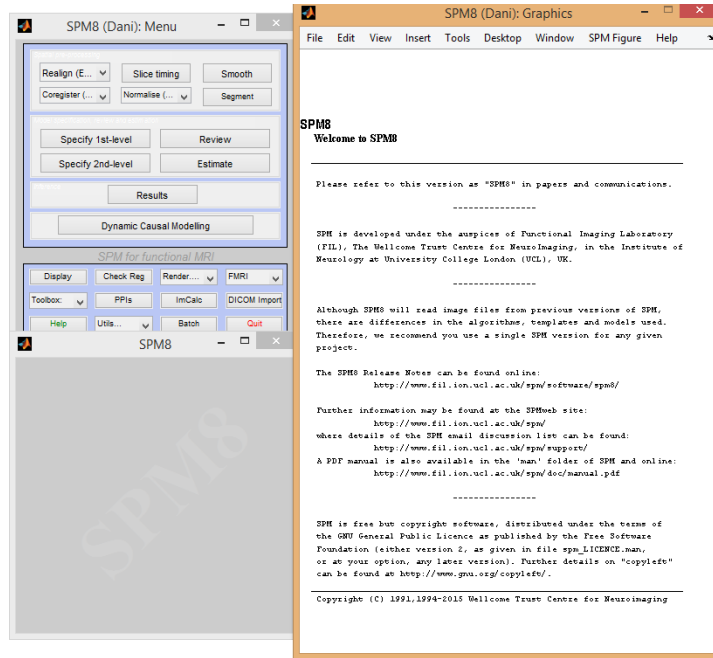 SPM8 (Dani): Menu
Realign (E...
Slice timing
Smooth
Coregister (...
Normalise (...
Segment
Specify 1st-level
Review
Specify 2nd-level
Estimate
Results
Dynamic Causal Modelling
SPM for functional MRI
Display
Check Reg
Render...
FMRI
Toolbox:
PPIs
ImCalc
DICOM Import
Help
Utils...
Batch
Quit
SPM8
SPM8
SPM8 (Dani): Graphics
File Edit View Insert Tools Desktop Window SPM Figure Help
SPM8
Welcome to SPM8
Please refer to this version as "SPM8" in papers and communications.
---------------
SPM is developed under the auspices of Functional Imaging Laboratory
(FIL), The Wellcome Trust Centre for NeuroImaging, in the Institute of
Neurology at University College London (UCL), UK.
---------------
Although SPM8 will read image files from previous versions of SPM,
there are differences in the algorithms, templates and models used.
Therefore, we recommend you use a single SPM version for any given
project.
The SPM8 Release Notes can be found online:
http://www.fil.ion.ucl.ac.uk/spm/software/spm8/
Further information may be found at the SPMweb site:
http://www.fil.ion.ucl.ac.uk/spm/
where details of the SPM email discussion list can be found:
http://www.fil.ion.ucl.ac.uk/spm/support/
A PDF manual is also available in the 'man' folder of SPM and online:
http://www.fil.ion.ucl.ac.uk/spm/doc/manual.pdf
---------------
SPM is free but copyright software, distributed under the terms of
the GNU General Public Licence as published by the Free Software
Foundation (either version 2, as given in file spm_LICENCE.man,
or at your option, any later version). Further details on "copyleft"
can be found at http://www.gnu.org/copyleft/.
Copyright (C) 1991,1994-2015 Wellcome Trust Centre for Neuroimaging